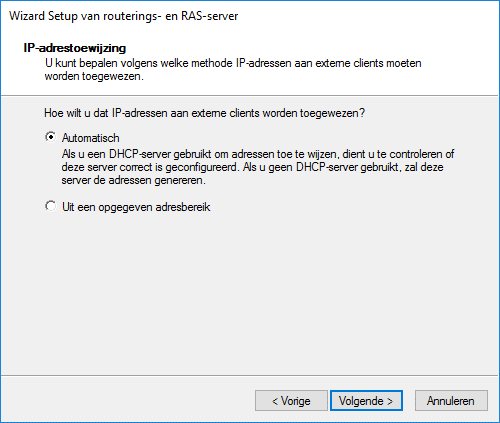 Wizard Setup van routerings- en RAS-server
IP-adrestoewijzing
U kunt bepalen volgens welke methode IP-adressen aan externe clients moeten
worden toegewezen.
Hoe wilt u dat IP-adressen aan externe clients worden toegewezen?
Automatisch
Als u een DHCP-server gebruikt om adressen toe te wijzen, dient u te controleren of
deze server correct is geconfigureerd. Als u geen DHCP-server gebruikt, zal deze
server de adressen genereren.
Uit een opgegeven adresbereik
< Vorige
Volgende >
Annuleren